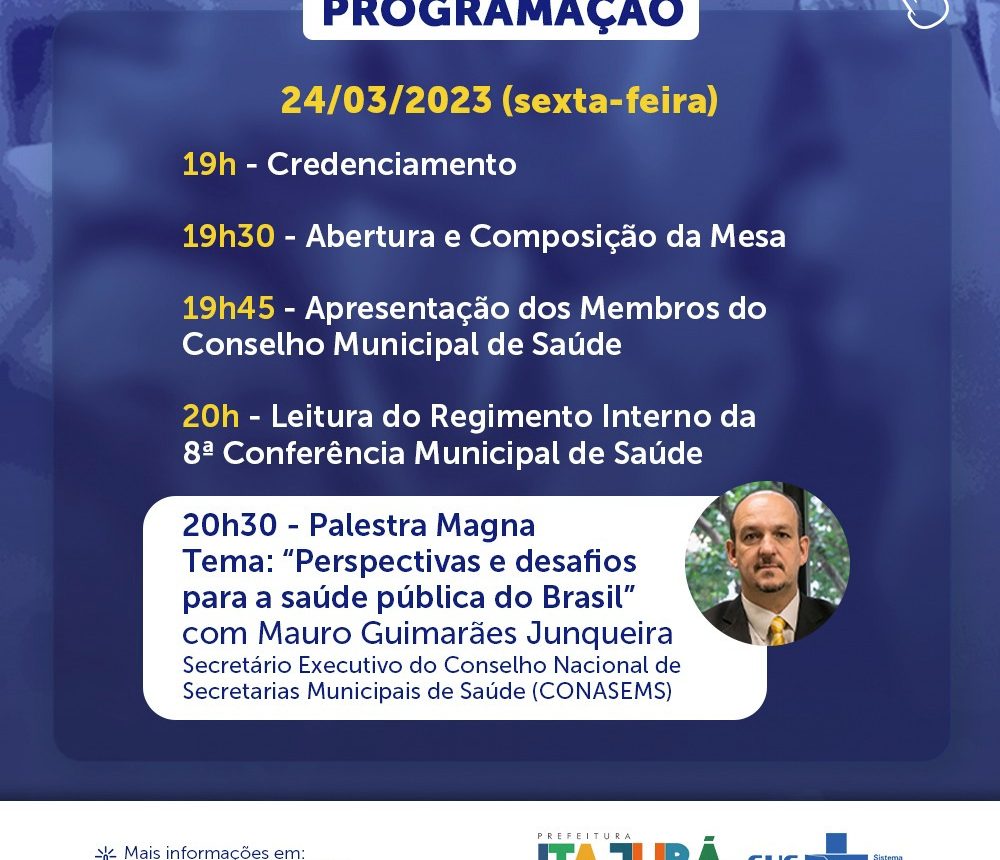 PROGRAMAÇÃO
24/03/2023 (sexta-feira)
19h - Credenciamento
19h30 - Abertura e Composição da Mesa
19h45 - Apresentação dos Membros do
Conselho Municipal de Saúde
20h - Leitura do Regimento Interno da
8ª Conferência Municipal de Saúde
20h30 - Palestra Magna
Tema: “Perspectivas e desafios
para a saúde pública do Brasil”
com Mauro Guimarães Junqueira
Secretário Executivo do Conselho Nacional de
Secretarias Municipais de Saúde (CONASEMS)
Mais informações em:
PREFEITURA
ITAJUBÁ
SUS
Sistema